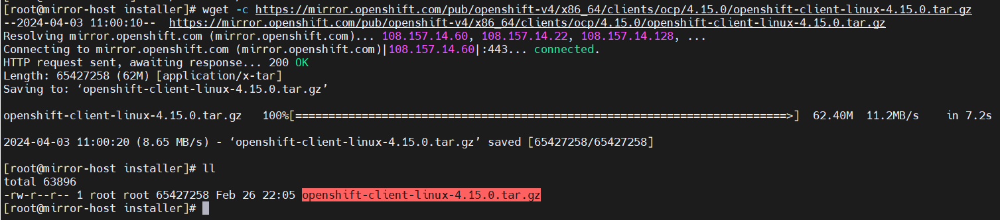 [root@mirror-host installer]# wget -c https://mirror.openshift.com/pub/openshift-v4/x86_64/clients/ocp/4.15.0/openshift-client-linux-4.15.0.tar.gz
--2024-04-03 11:00:10-- https://mirror.openshift.com/pub/openshift-v4/x86_64/clients/ocp/4.15.0/openshift-client-linux-4.15.0.tar.gz
Resolving mirror.openshift.com (mirror.openshift.com)... 108.157.14.60, 108.157.14.22, 108.157.14.128, ...
Connecting to mirror.openshift.com (mirror.openshift.com)|108.157.14.60|:443... connected.
HTTP request sent, awaiting response... 200 OK
Length: 65427258 (62M) [application/x-tar]
Saving to: ‘openshift-client-linux-4.15.0.tar.gz’
openshift-client-linux-4.15.0.tar.gz 100%[==========================================================================>] 62.40M 11.2MB/s in 7.2s
2024-04-03 11:00:20 (8.65 MB/s) - ‘openshift-client-linux-4.15.0.tar.gz’ saved [65427258/65427258]
[root@mirror-host installer]# ll
total 63896
-rw-r--r-- 1 root root 65427258 Feb 26 22:05 openshift-client-linux-4.15.0.tar.gz
[root@mirror-host installer]#